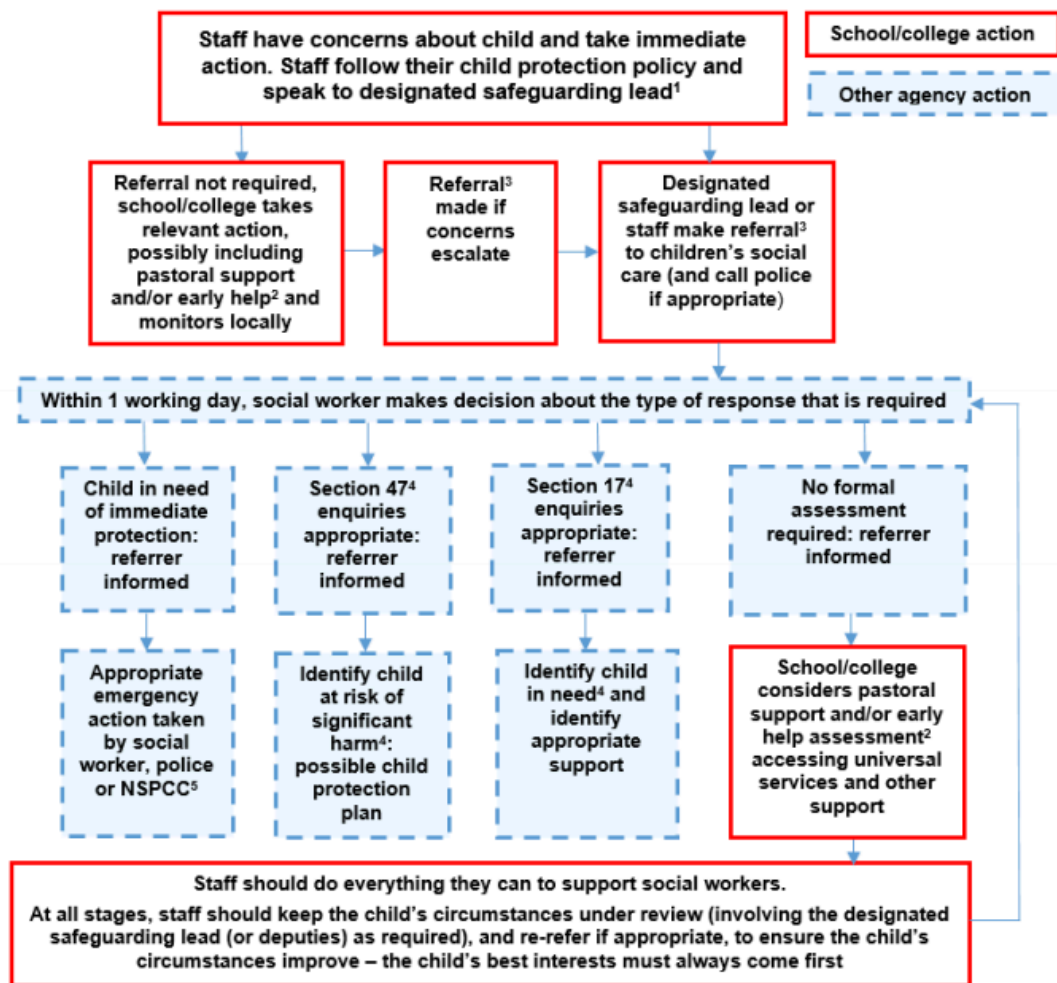 Staff have concerns about child and take immediate
action. Staff follow their child protection policy and
speak to designated safeguarding lead¹
School/college action
Other agency action
Referral not required,
school/college takes
relevant action,
possibly including
pastoral support
and/or early help² and
monitors locally
Referral³
made if
concerns
escalate
Designated
safeguarding lead or
staff make referral³
to children’s social
care (and call police
if appropriate)
Within 1 working day, social worker makes decision about the type of response that is required
Child in need
of immediate
protection:
referrer
informed
Section 47⁴
enquiries
appropriate:
referrer
informed
Section 17⁴
enquiries
appropriate:
referrer
informed
No formal
assessment
required: referrer
informed
Appropriate
emergency
action taken
by social
worker, police
or NSPCC⁵
Identify child
at risk of
significant
harm⁴:
possible child
protection
plan
Identify child
in need⁴ and
identify
appropriate
support
School/college
considers pastoral
support and/or early
help assessment²
accessing universal
services and other
support
Staff should do everything they can to support social workers.
At all stages, staff should keep the child’s circumstances under review (involving the designated
safeguarding lead (or deputies) as required), and re-refer if appropriate, to ensure the child’s
circumstances improve – the child’s best interests must always come first